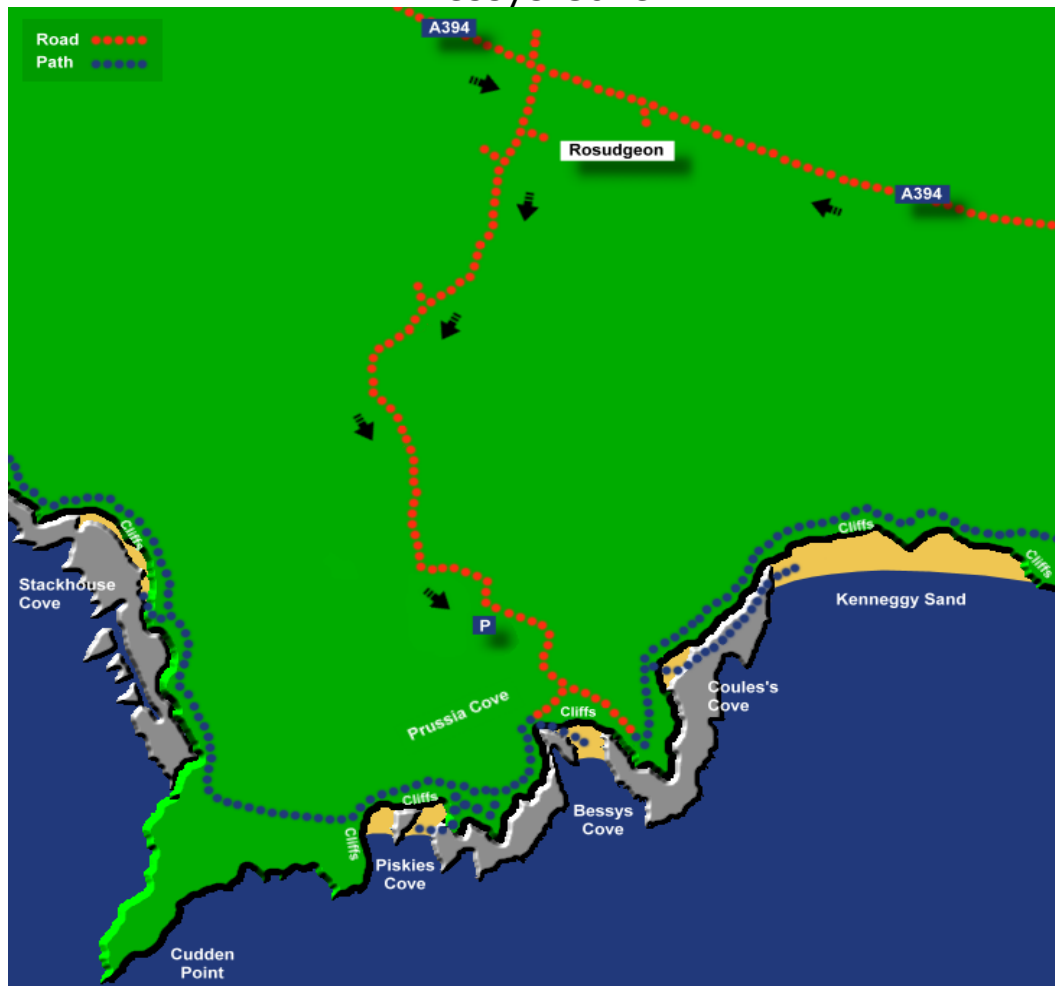 A394
Road
Path
Rosudgeon
A394
Cliffs
Cliffs
Cliffs
Stackhouse
Cove
Kenneggy Sand
P
Coules's
Cove
Prussia Cove
Cliffs
Cliffs
Bessys
Cove
Cliffs
Piskies
Cove
Cudden
Point